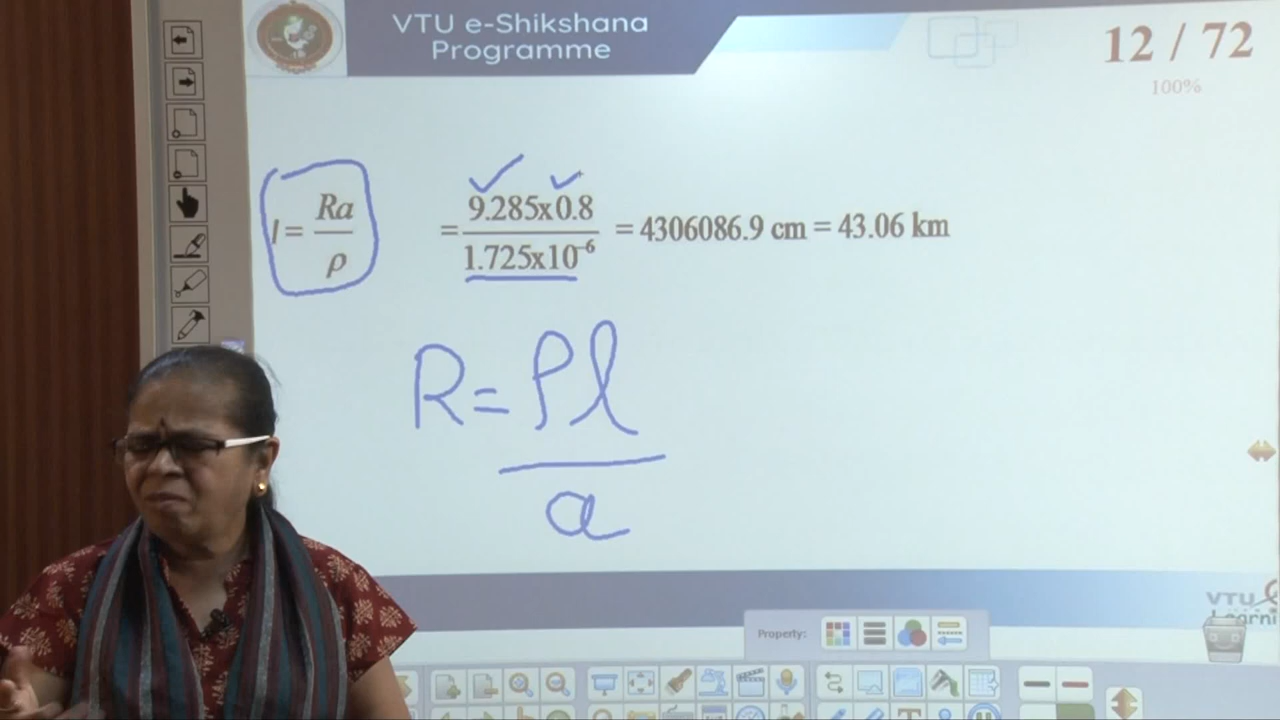 VTU e-Shikshana
Programme
12 / 72
100%
l = Ra / ρ = 9.285x0.8 / 1.725x10⁻⁶ = 4306086.9 cm = 43.06 km
R = ρl
a
VTU
Property: